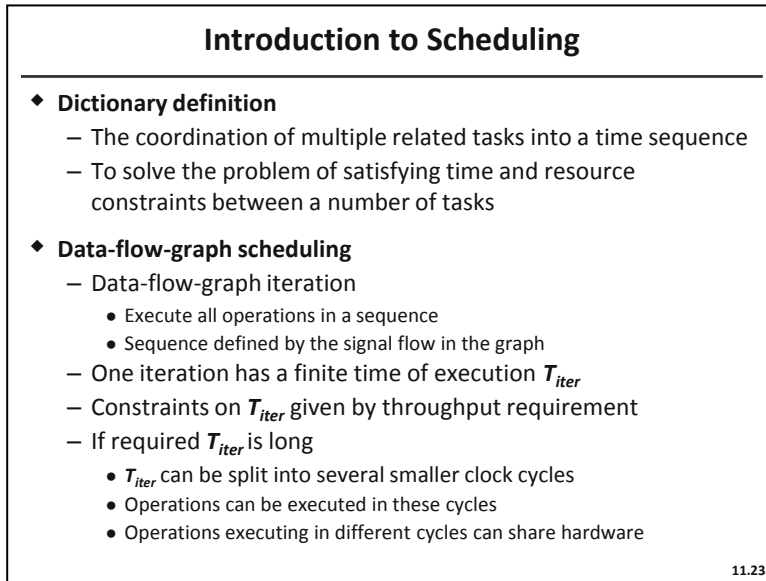 Introduction to Scheduling
◆ Dictionary definition
– The coordination of multiple related tasks into a time sequence
– To solve the problem of satisfying time and resource
constraints between a number of tasks
◆ Data-flow-graph scheduling
– Data-flow-graph iteration
● Execute all operations in a sequence
● Sequence defined by the signal flow in the graph
– One iteration has a finite time of execution Titer
– Constraints on Titer given by throughput requirement
– If required Titer is long
● Titer can be split into several smaller clock cycles
● Operations can be executed in these cycles
● Operations executing in different cycles can share hardware
11.23